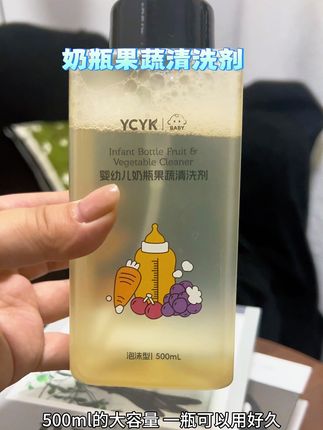 奶瓶果蔬清洗剂
YCYK BABY
Infant Bottle Fruit &
Vegetable Cleaner
婴幼儿奶瓶果蔬清洗剂
泡沫型 | 500mL
500ml的大容量 一瓶可以用好久